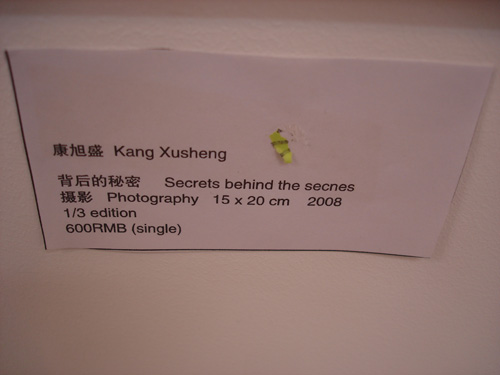 康旭盛 Kang Xusheng
背后的秘密 Secrets behind the secnes
摄影 Photography 15 x 20 cm 2008
1/3 edition
600RMB (single)